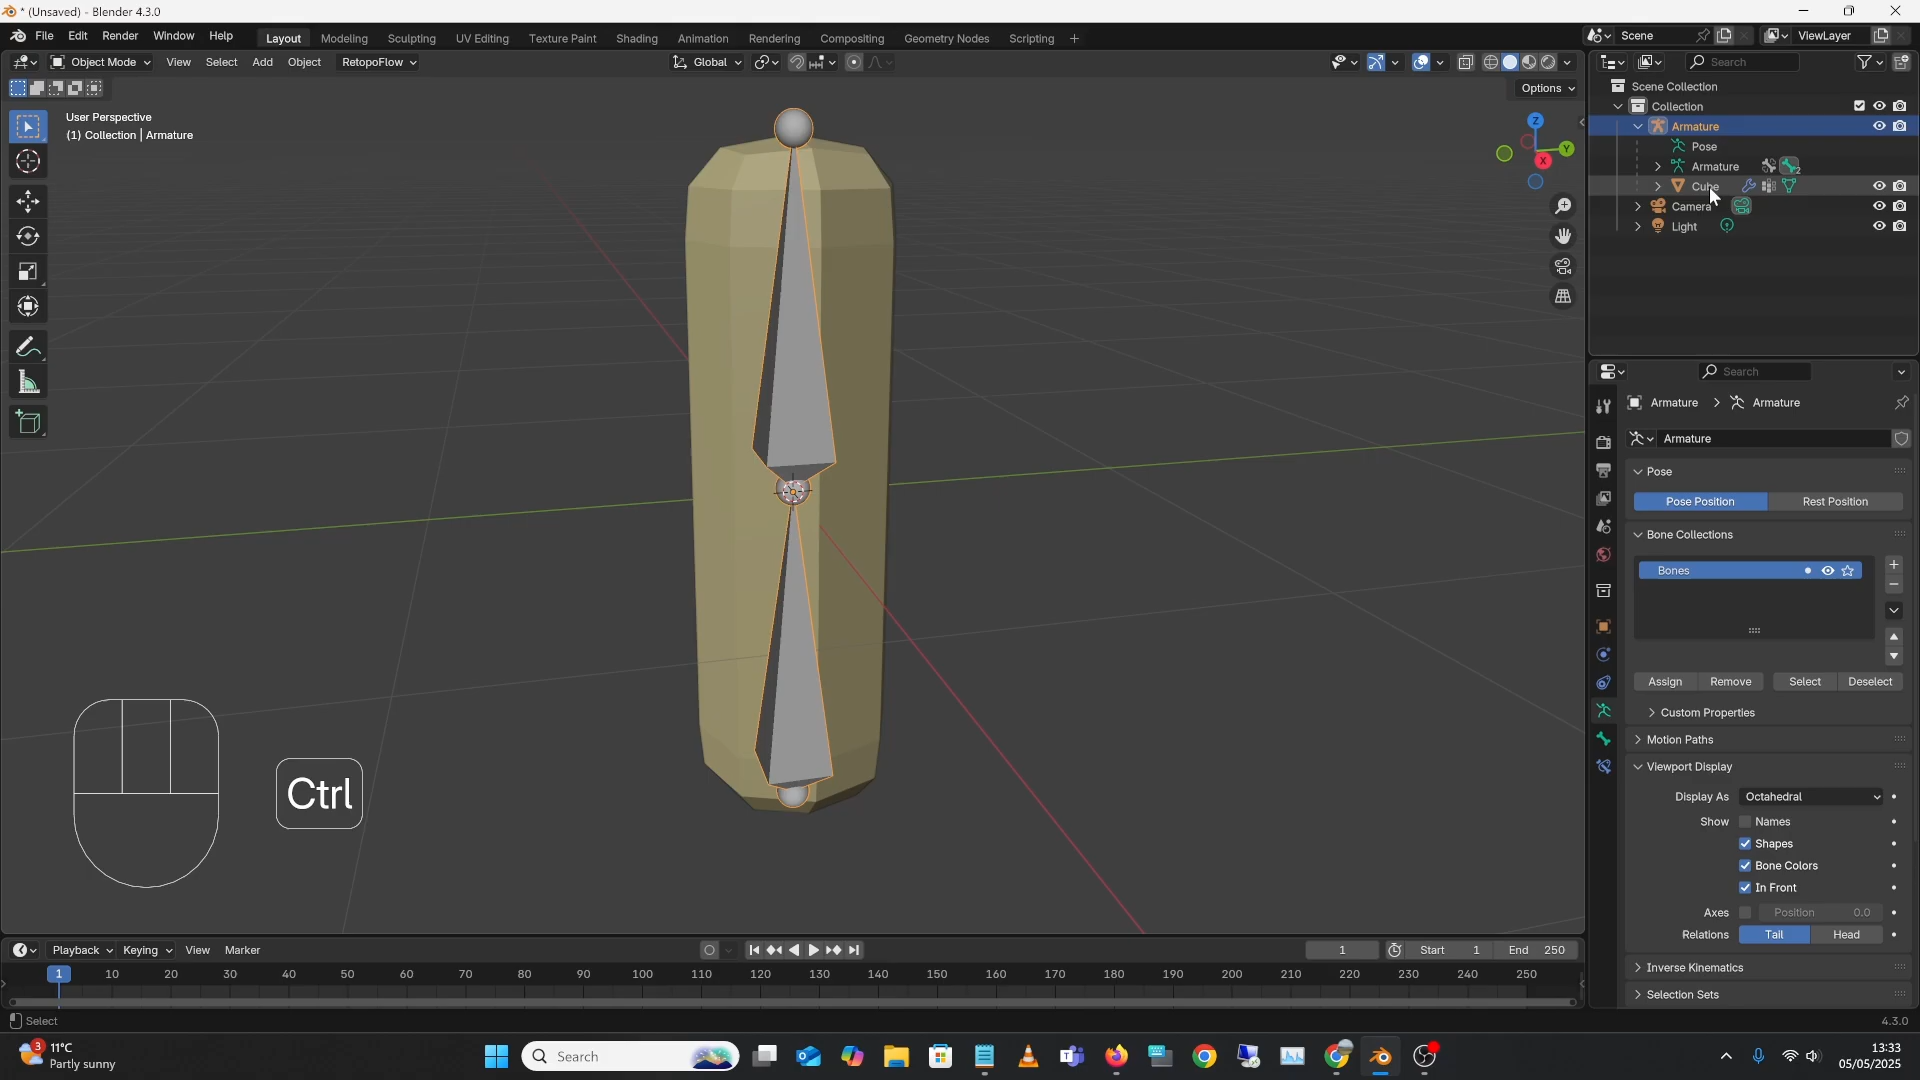 * (Unsaved) - Blender 4.3.0
File Edit Render Window Help
Layout Modeling Sculpting UV Editing Texture Paint Shading Animation Rendering Compositing Geometry Nodes Scripting +
Scene
ViewLayer
Object Mode View Select Add Object RetopoFlow
Global
Options
User Perspective
(1) Collection | Armature
Z
Y
X
Search
Scene Collection
Collection
Armature
Pose
Armature
2
Cube
Camera
Light
Search
Armature > Armature
Armature
Pose
Pose Position Rest Position
Bone Collections
Bones
Assign Remove Select Deselect
Custom Properties
Motion Paths
Viewport Display
Display As Octahedral
Show Names
Shapes
Bone Colors
In Front
Axes Position 0.0
Relations Tail Head
Inverse Kinematics
Selection Sets
Ctrl
Playback Keying View Marker
1 Start 1 End 250
1 10 20 30 40 50 60 70 80 90 100 110 120 130 140 150 160 170 180 190 200 210 220 230 240 250
Select
4.3.0
3
11°C
Partly sunny
Search
13:33
05/05/2025